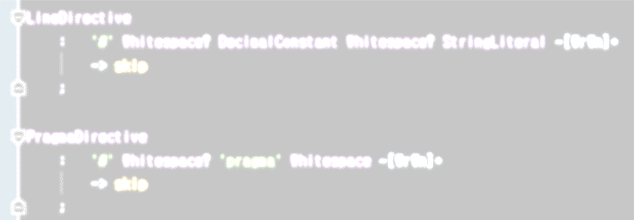 LineDirective
: '#' Whitespace? DecimalConstant Whitespace? StringLiteral ~[\r\n]*
-> skip
;
PragmaDirective
: '#' Whitespace? 'pragma' Whitespace ~[\r\n]*
-> skip
;